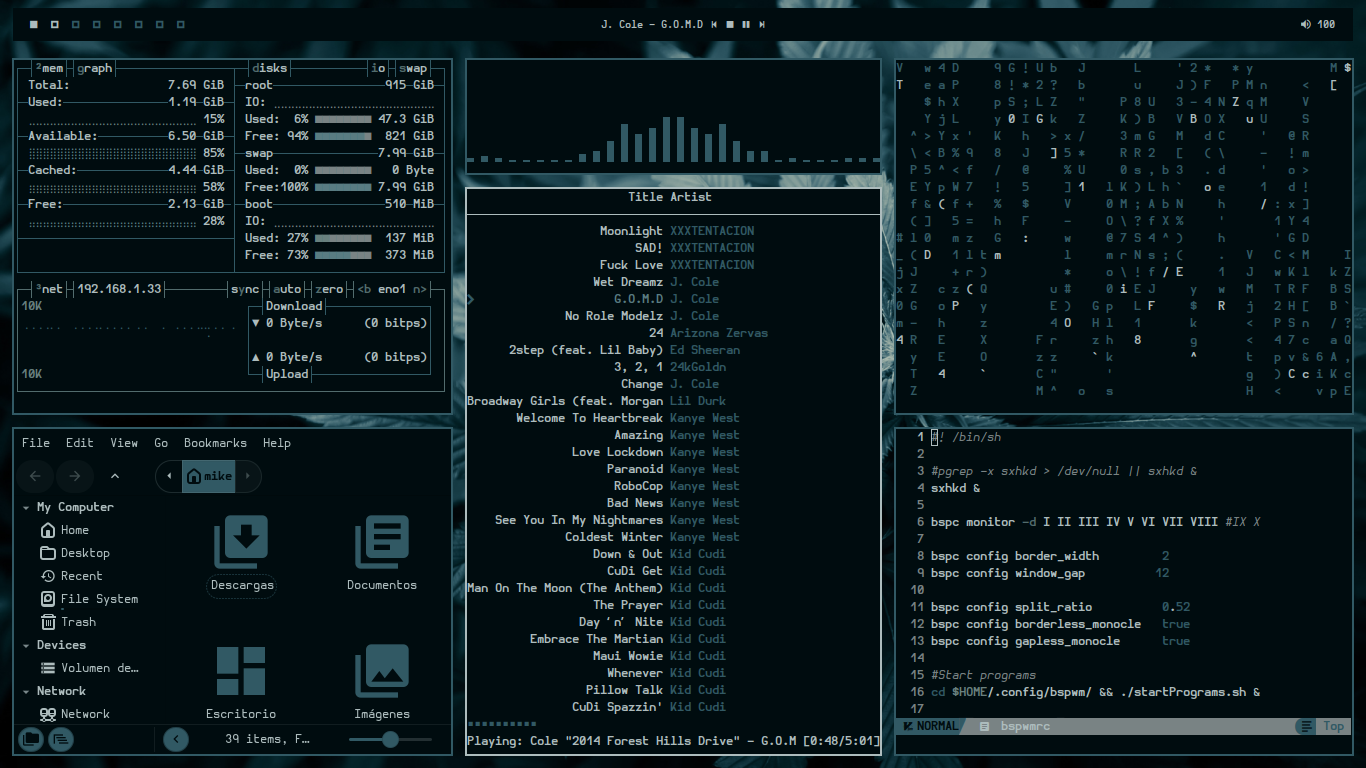 J. Cole - G.O.M.D
100
²mem graph
Total: 7.69 GiB
Used: 1.19 GiB
15%
Available: 6.50 GiB
85%
Cached: 4.44 GiB
58%
Free: 2.13 GiB
28%
disks io swap
root 915 GiB
IO:
Used: 6% 47.3 GiB
Free: 94% 821 GiB
swap 7.99 GiB
Used: 0% 0 Byte
Free:100% 7.99 GiB
boot 510 MiB
IO:
Used: 27% 137 MiB
Free: 73% 373 MiB
³net 192.168.1.33 sync auto zero <b eno1 n>
10K
Download
▼ 0 Byte/s (0 bitps)
▲ 0 Byte/s (0 bitps)
Upload
10K
File Edit View Go Bookmarks Help
mike
My Computer
Home
Desktop
Recent
File System
Trash
Devices
Volumen de…
Network
Network
Descargas
Documentos
Escritorio
Imágenes
39 items, F…
Title Artist
Moonlight XXXTENTACION
SAD! XXXTENTACION
Fuck Love XXXTENTACION
Wet Dreamz J. Cole
G.O.M.D J. Cole
No Role Modelz J. Cole
24 Arizona Zervas
2step (feat. Lil Baby) Ed Sheeran
3, 2, 1 24kGoldn
Change J. Cole
Broadway Girls (feat. Morgan Lil Durk
Welcome To Heartbreak Kanye West
Amazing Kanye West
Love Lockdown Kanye West
Paranoid Kanye West
RoboCop Kanye West
Bad News Kanye West
See You In My Nightmares Kanye West
Coldest Winter Kanye West
Down & Out Kid Cudi
CuDi Get Kid Cudi
Man On The Moon (The Anthem) Kid Cudi
The Prayer Kid Cudi
Day ‘n’ Nite Kid Cudi
Embrace The Martian Kid Cudi
Maui Wowie Kid Cudi
Whenever Kid Cudi
Pillow Talk Kid Cudi
CuDi Spazzin' Kid Cudi
Playing: Cole "2014 Forest Hills Drive" - G.O.M [0:48/5:01]
1 #! /bin/sh
2
3 #pgrep -x sxhkd > /dev/null || sxhkd &
4 sxhkd &
5
6 bspc monitor -d I II III IV V VI VII VIII #IX X
7
8 bspc config border_width 2
9 bspc config window_gap 12
10
11 bspc config split_ratio 0.52
12 bspc config borderless_monocle true
13 bspc config gapless_monocle true
14
15 #Start programs
16 cd $HOME/.config/bspwm/ && ./startPrograms.sh &
17
NORMAL bspwmrc Top